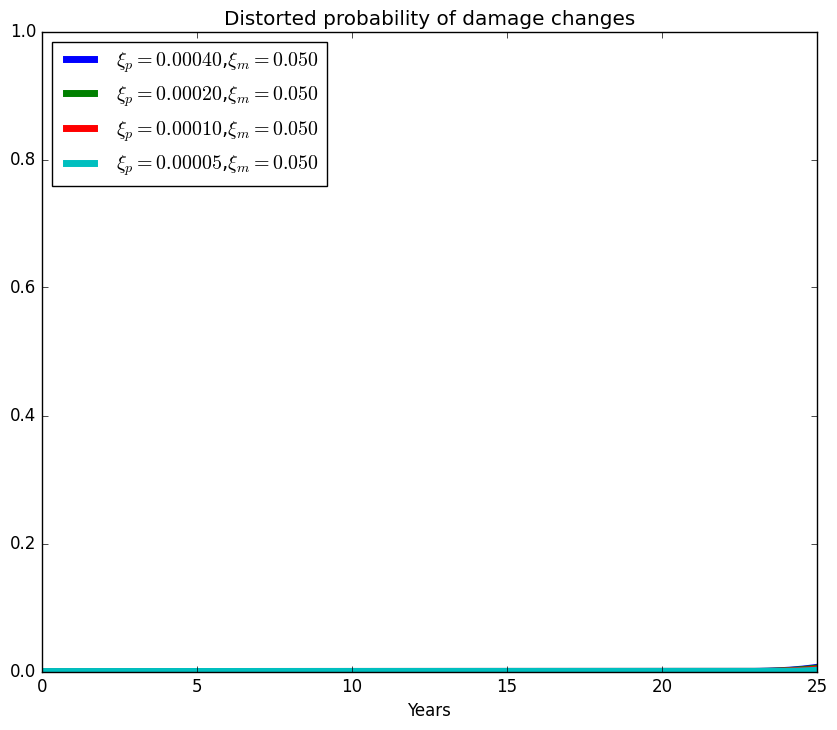 Distorted probability of damage changes
1.0
ξₚ = 0.00040,ξₘ = 0.050
ξₚ = 0.00020,ξₘ = 0.050
ξₚ = 0.00010,ξₘ = 0.050
ξₚ = 0.00005,ξₘ = 0.050
0.8
0.6
0.4
0.2
0.0
0 5 10 15 20 25
Years